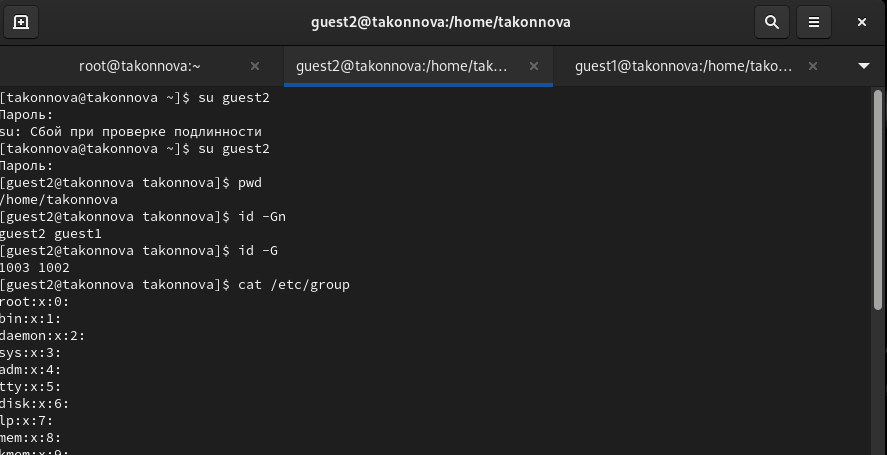 guest2@takonnova:/home/takonnova
root@takonnova:~
guest2@takonnova:/home/tak...
guest1@takonnova:/home/tako...
[takonnova@takonnova ~]$ su guest2
Пароль:
su: Сбой при проверке подлинности
[takonnova@takonnova ~]$ su guest2
Пароль:
[guest2@takonnova takonnova]$ pwd
/home/takonnova
[guest2@takonnova takonnova]$ id -Gn
guest2 guest1
[guest2@takonnova takonnova]$ id -G
1003 1002
[guest2@takonnova takonnova]$ cat /etc/group
root:x:0:
bin:x:1:
daemon:x:2:
sys:x:3:
adm:x:4:
tty:x:5:
disk:x:6:
lp:x:7:
mem:x:8:
kmem:x:9: